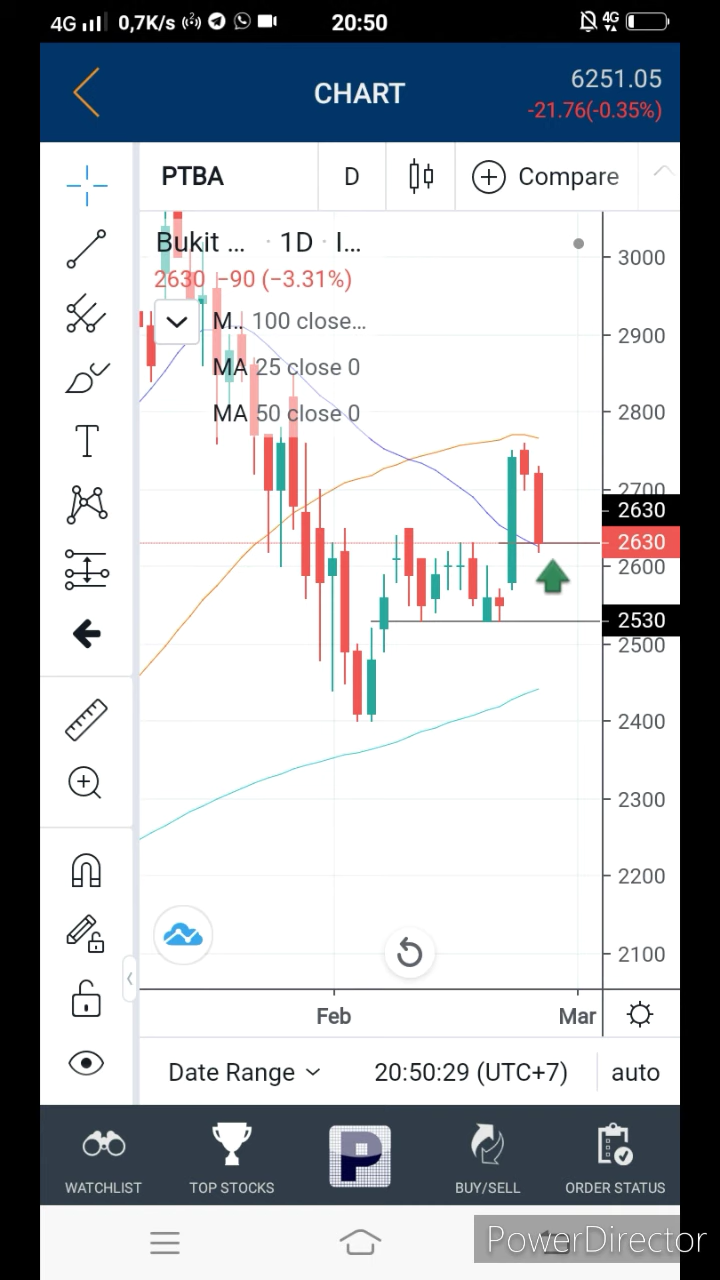 4G 0,7K/s 20:50 4G
CHART
6251.05
-21.76(-0.35%)
PTBA D Compare
Bukit ... · 1D · I...
2630 −90 (−3.31%)
M.. 100 close...
MA 25 close 0
MA 50 close 0
3000
2900
2800
2700
2630
2630
2600
2530
2500
2400
2300
2200
2100
Feb Mar
Date Range 20:50:29 (UTC+7) auto
WATCHLIST TOP STOCKS P BUY/SELL ORDER STATUS
PowerDirector